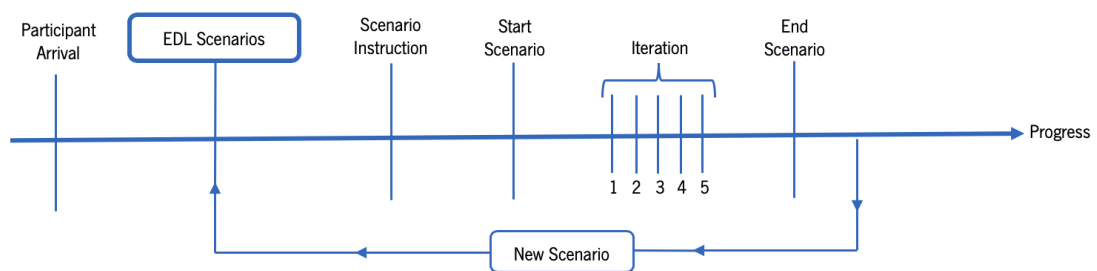 Participant
Arrival
EDL Scenarios
Scenario
Instruction
Start
Scenario
Iteration
End
Scenario
Progress
1 2 3 4 5
New Scenario